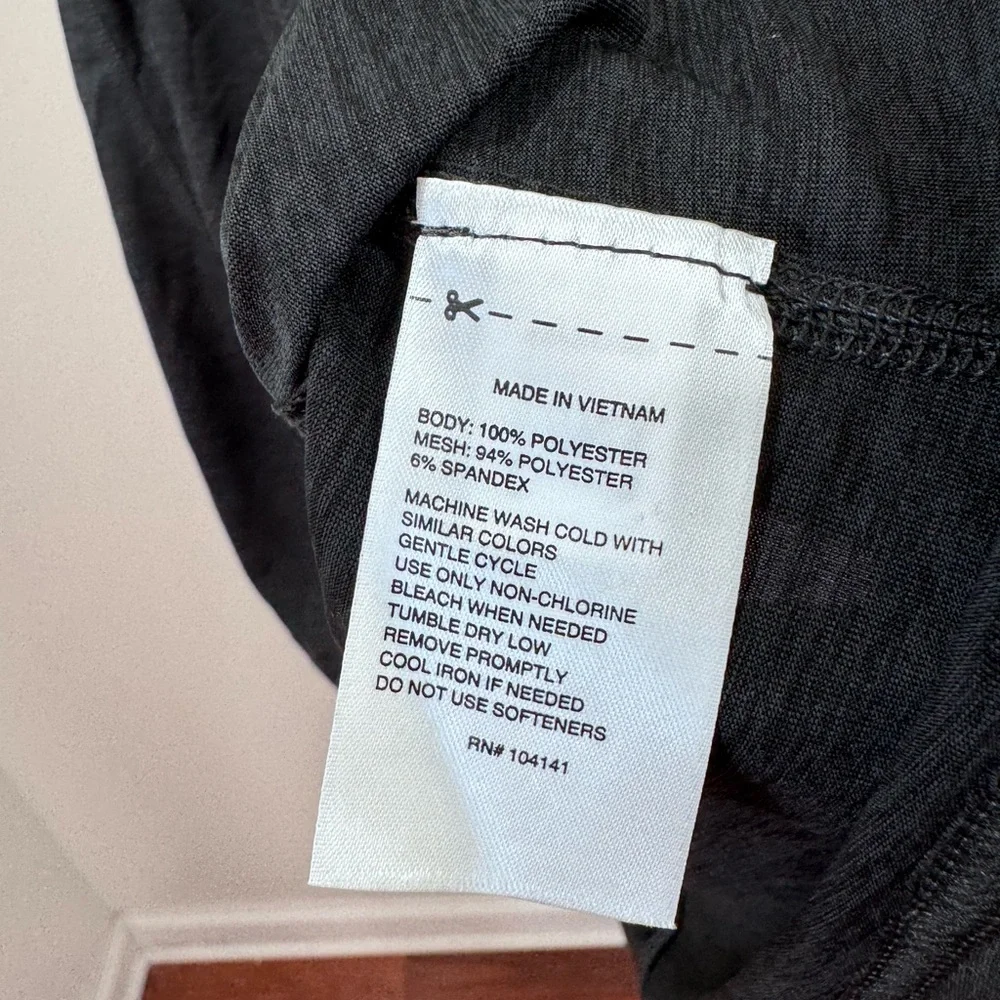 MADE IN VIETNAM
BODY: 100% POLYESTER
MESH: 94% POLYESTER
6% SPANDEX
MACHINE WASH COLD WITH
SIMILAR COLORS
GENTLE CYCLE
USE ONLY NON-CHLORINE
BLEACH WHEN NEEDED
TUMBLE DRY LOW
REMOVE PROMPTLY
COOL IRON IF NEEDED
DO NOT USE SOFTENERS
RN# 104141